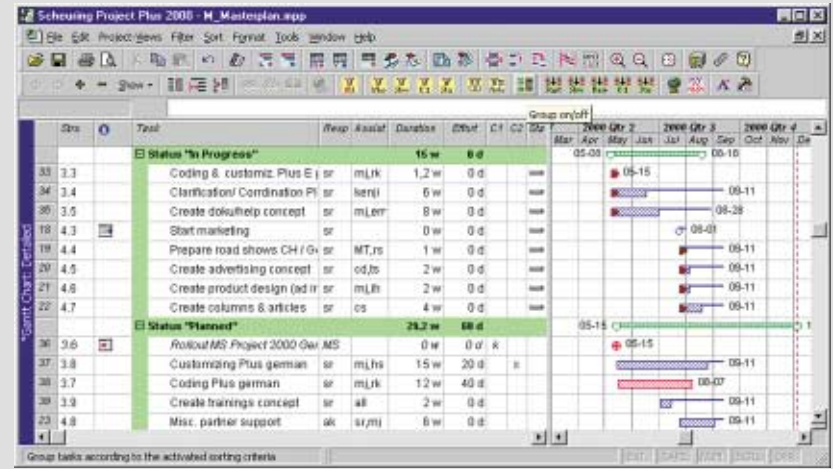 Scheuring Project Plus 2000 - M_Masterplan.mpp
File Edit Project-Views Filter Sort Format Tools Window Help
Show
Group on/off
Strs Task Resp Assist Duration Effort C1 C2 Sta
2000 Qtr 2 2000 Qtr 3 2000 Qtr 4
Mar Apr May Jun Jul Aug Sep Oct Nov De
Status "In Progress" 15 w 0 d 05-08 08-18
33 3.3 Coding & customiz. Plus E sr mj,rk 1,2 w 0 d 05-15
34 3.4 Clarification/ Corrdination Pl sr kenji 6 w 0 d 09-11
35 3.5 Create doku/help concept sr mj,err 8 w 0 d 08-28
18 4.3 Start marketing sr 0 w 0 d 08-01
19 4.4 Prepare road shows CH / G sr MT,rs 1 w 0 d 09-11
20 4.5 Create advertising concept sr cd,ts 2 w 0 d 09-11
21 4.6 Create product design (ad ir sr mj,lh 2 w 0 d 09-11
22 4.7 Create columns & articles sr cs 4 w 0 d 09-11
Status "Planned" 28,2 w 60 d 05-15 1
36 3.6 Rollout MS Project 2000 Ger MS 0 w 0 d x 05-15
37 3.8 Customizing Plus german sr mj,hs 15 w 20 d x 09-11
38 3.7 Coding Plus german sr mj,rk 12 w 40 d 08-07
39 3.9 Create trainings concept sr all 2 w 0 d 09-11
23 4.8 Misc. partner support ak sr,mj 6 w 0 d 09-11
*Gantt Chart: Detailed
Group tasks according to the activated sorting criteria